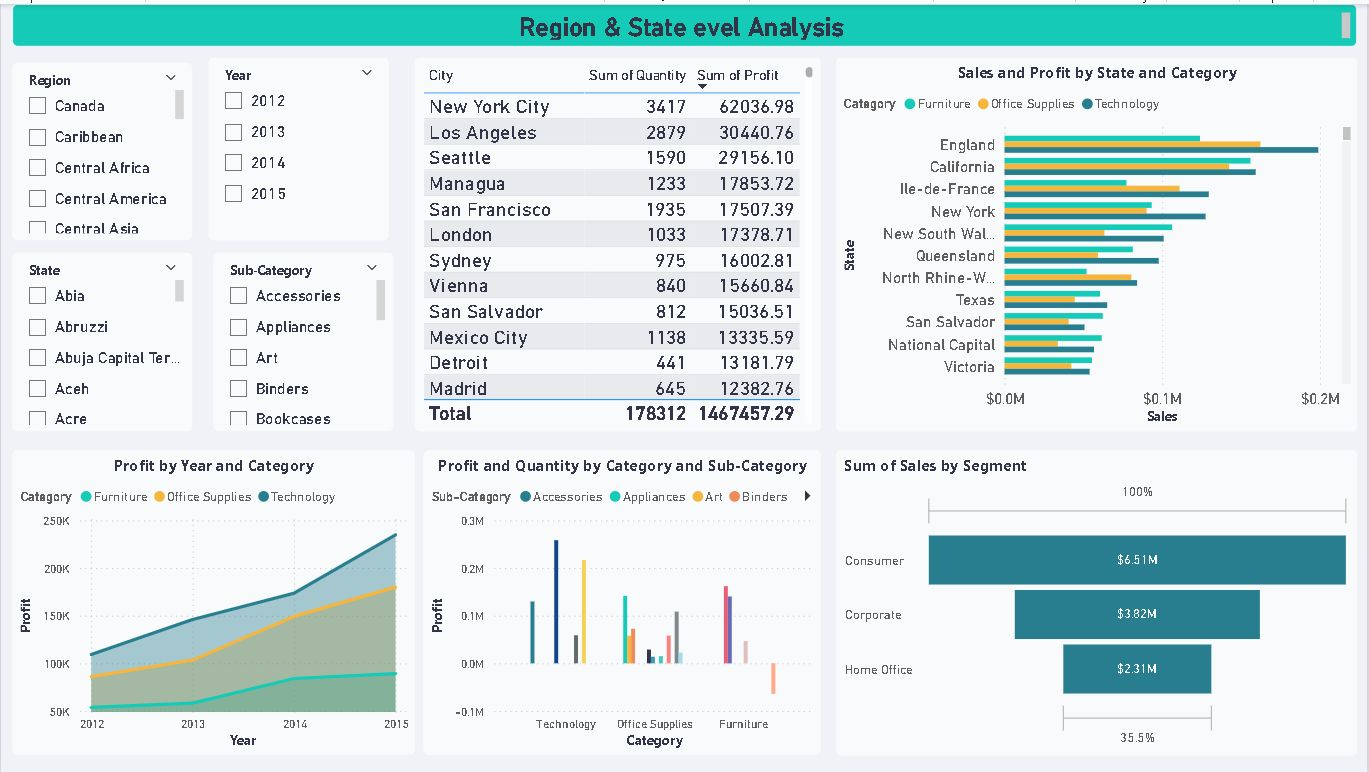 Region & State evel Analysis
Region
Canada
Caribbean
Central Africa
Central America
Central Asia
Year
2012
2013
2014
2015
State
Abia
Abruzzi
Abuja Capital Ter...
Aceh
Acre
Sub-Category
Accessories
Appliances
Art
Binders
Bookcases
City Sum of Quantity Sum of Profit
New York City 3417 62036.98
Los Angeles 2879 30440.76
Seattle 1590 29156.10
Managua 1233 17853.72
San Francisco 1935 17507.39
London 1033 17378.71
Sydney 975 16002.81
Vienna 840 15660.84
San Salvador 812 15036.51
Mexico City 1138 13335.59
Detroit 441 13181.79
Madrid 645 12382.76
Total 178312 1467457.29
Sales and Profit by State and Category
Category Furniture Office Supplies Technology
State
England
California
Ile-de-France
New York
New South Wal...
Queensland
North Rhine-W...
Texas
San Salvador
National Capital
Victoria
$0.0M $0.1M $0.2M
Sales
Profit by Year and Category
Category Furniture Office Supplies Technology
Profit
250K
200K
150K
100K
50K
2012 2013 2014 2015
Year
Profit and Quantity by Category and Sub-Category
Sub-Category Accessories Appliances Art Binders
Profit
0.3M
0.2M
0.1M
0.0M
-0.1M
Technology Office Supplies Furniture
Category
Sum of Sales by Segment
100%
Consumer $6.51M
Corporate $3.82M
Home Office $2.31M
35.5%